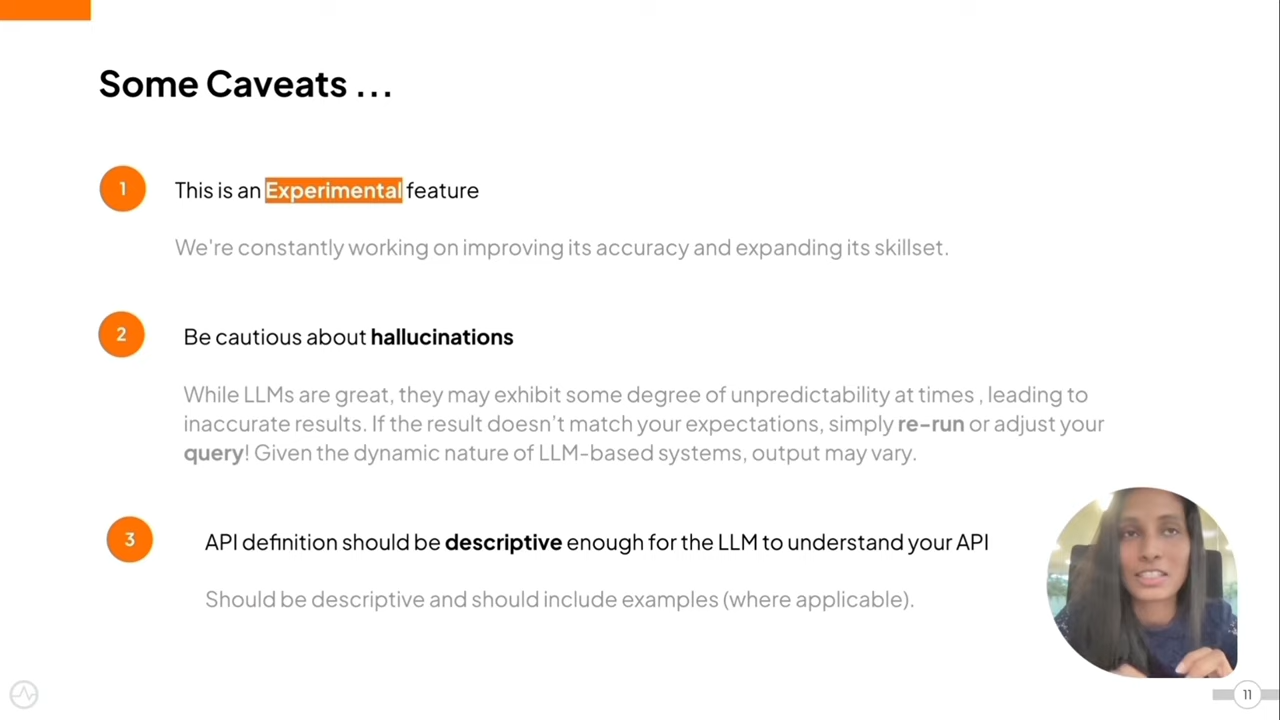 Some Caveats ...
1
This is an Experimental feature
We're constantly working on improving its accuracy and expanding its skillset.
2
Be cautious about hallucinations
While LLMs are great, they may exhibit some degree of unpredictability at times , leading to
inaccurate results. If the result doesn't match your expectations, simply re-run or adjust your
query! Given the dynamic nature of LLM-based systems, output may vary.
3
API definition should be descriptive enough for the LLM to understand your API
Should be descriptive and should include examples (where applicable).
11